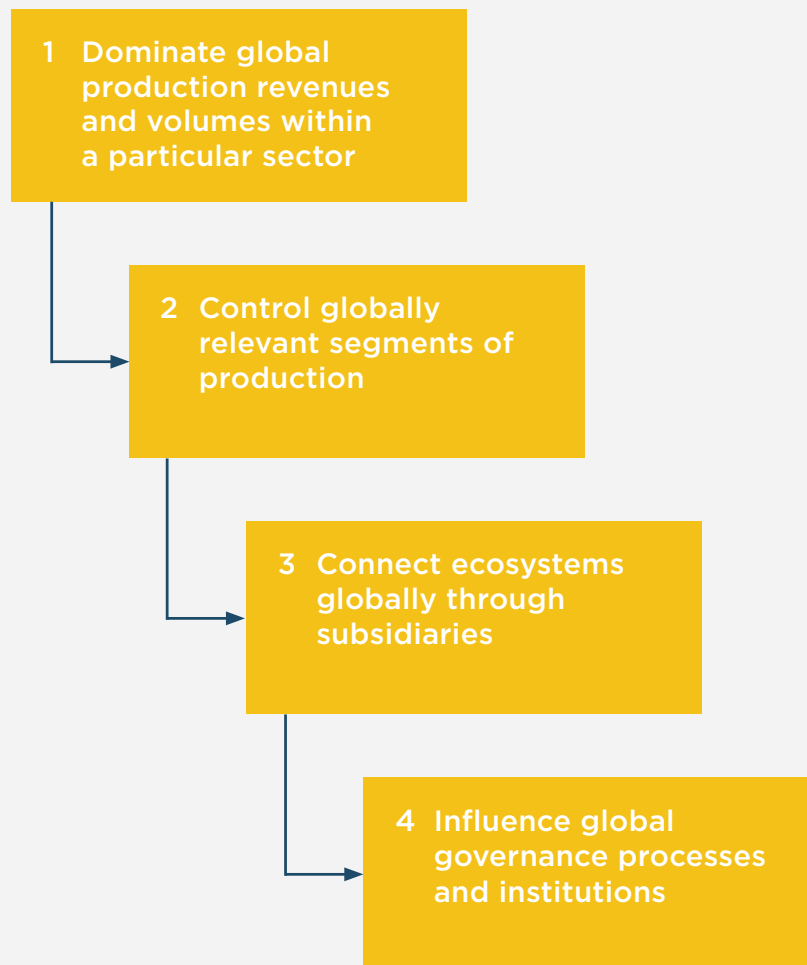 1 Dominate global
production revenues
and volumes within
a particular sector
2 Control globally
relevant segments of
production
3 Connect ecosystems
globally through
subsidiaries
4 Influence global
governance processes
and institutions